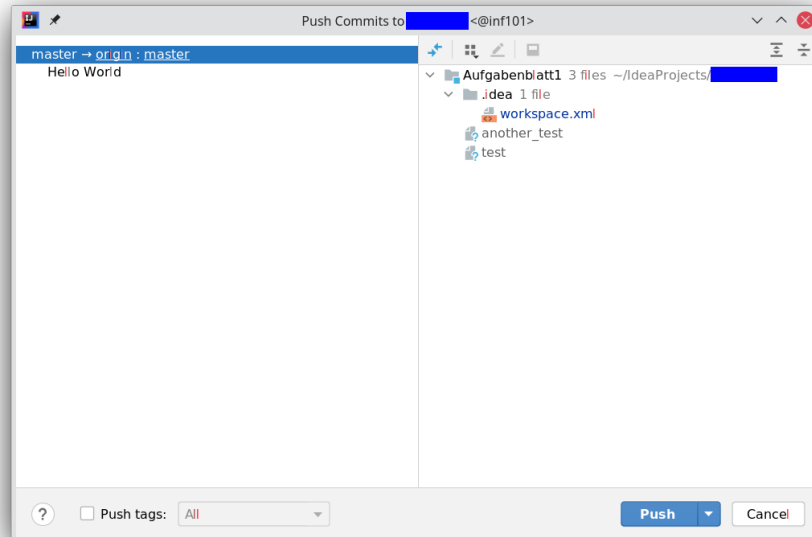 Push Commits to <@inf101>
master → origin : master
Hello World
Aufgabenblatt1 3 files ~/IdeaProjects/
.idea 1 file
workspace.xml
another_test
test
? Push tags: All Push Cancel